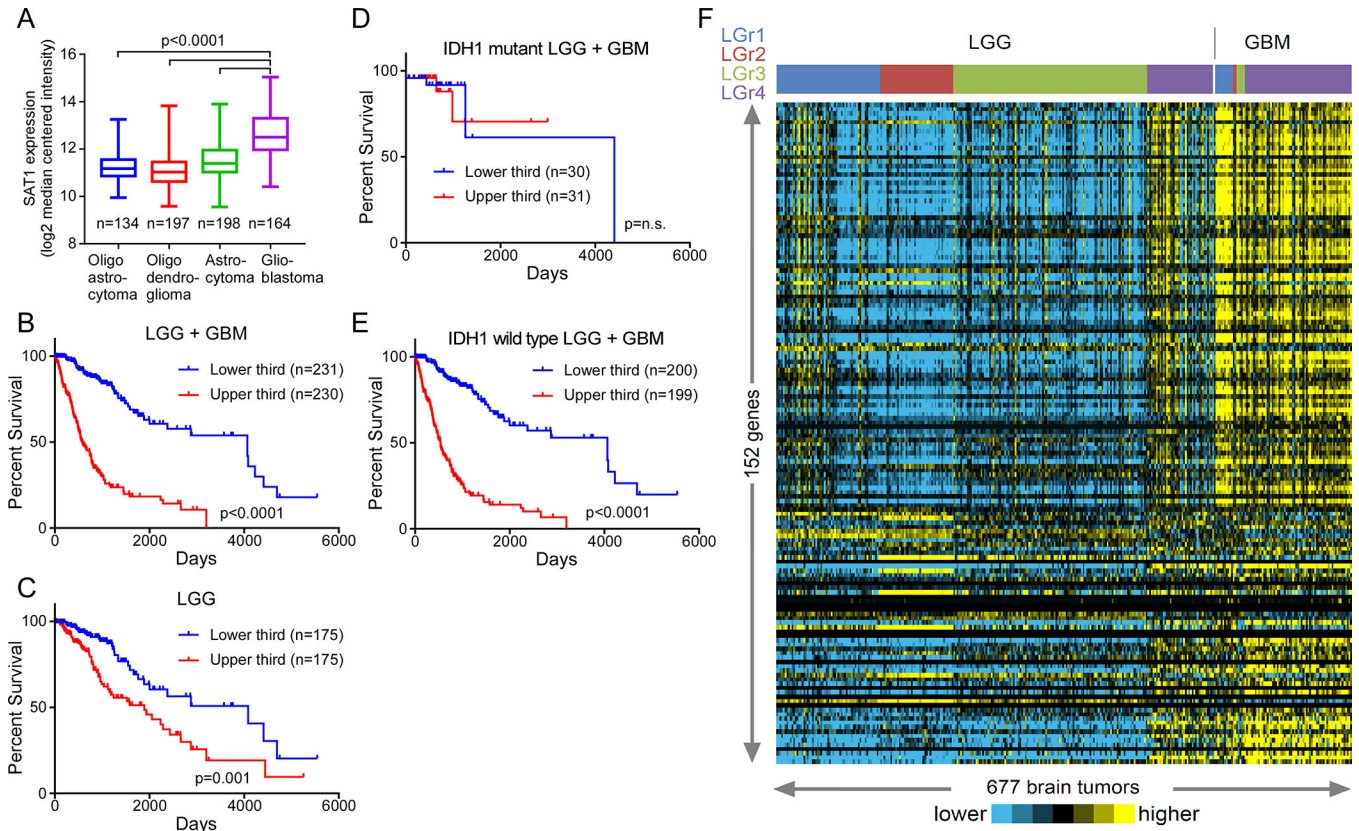 A
p<0.0001
SAT1 expression
(log2 median centered intensity)
16
14
12
11
10
8
n=134
n=197
n=198
n=164
Oligo
astro-
cytoma
Oligo
dendro-
glioma
Astro-
cytoma
Glio-
blastoma
B
LGG + GBM
Percent Survival
100
50
0
Lower third (n=231)
Upper third (n=230)
p<0.0001
0
2000
4000
6000
Days
C
LGG
Percent Survival
100
50
0
Lower third (n=175)
Upper third (n=175)
p=0.001
0
2000
4000
6000
Days
D
IDH1 mutant LGG + GBM
Percent Survival
100
50
0
Lower third (n=30)
Upper third (n=31)
p=n.s.
0
2000
4000
6000
Days
E
IDH1 wild type LGG + GBM
Percent Survival
100
50
0
Lower third (n=200)
Upper third (n=199)
p<0.0001
0
2000
4000
6000
Days
F
LGr1
LGr2
LGr3
LGr4
LGG
GBM
152 genes
677 brain tumors
lower
higher